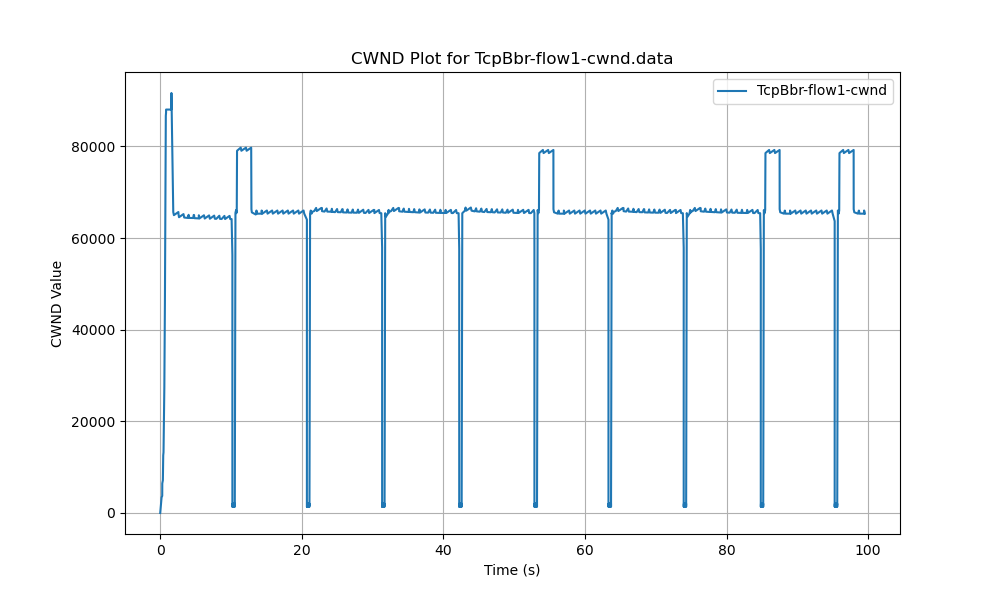 CWND Plot for TcpBbr-flow1-cwnd.data
TcpBbr-flow1-cwnd
80000
60000
40000
20000
0
CWND Value
0 20 40 60 80 100
Time (s)